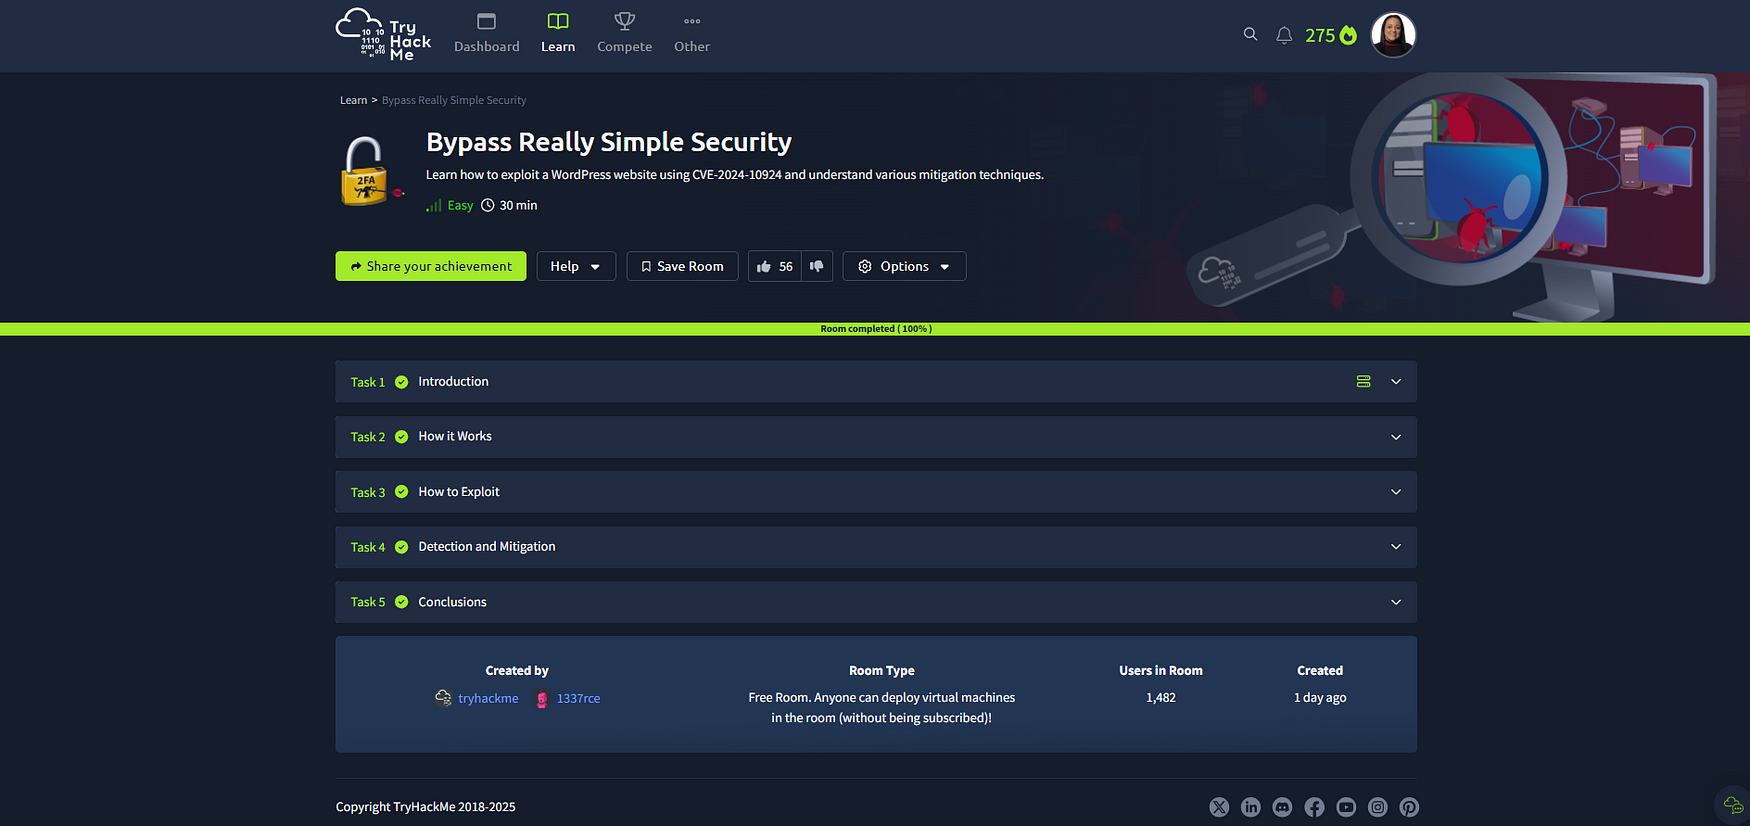 Try
Hack
Me
Dashboard
Learn
Compete
Other
275
Learn > Bypass Really Simple Security
2FA
Bypass Really Simple Security
Learn how to exploit a WordPress website using CVE-2024-10924 and understand various mitigation techniques.
Easy 30 min
Share your achievement
Help
Save Room
56
Options
Room completed ( 100% )
Task 1 Introduction
Task 2 How it Works
Task 3 How to Exploit
Task 4 Detection and Mitigation
Task 5 Conclusions
Created by
tryhackme 1337rce
Room Type
Free Room. Anyone can deploy virtual machines
in the room (without being subscribed)!
Users in Room
1,482
Created
1 day ago
Copyright TryHackMe 2018-2025